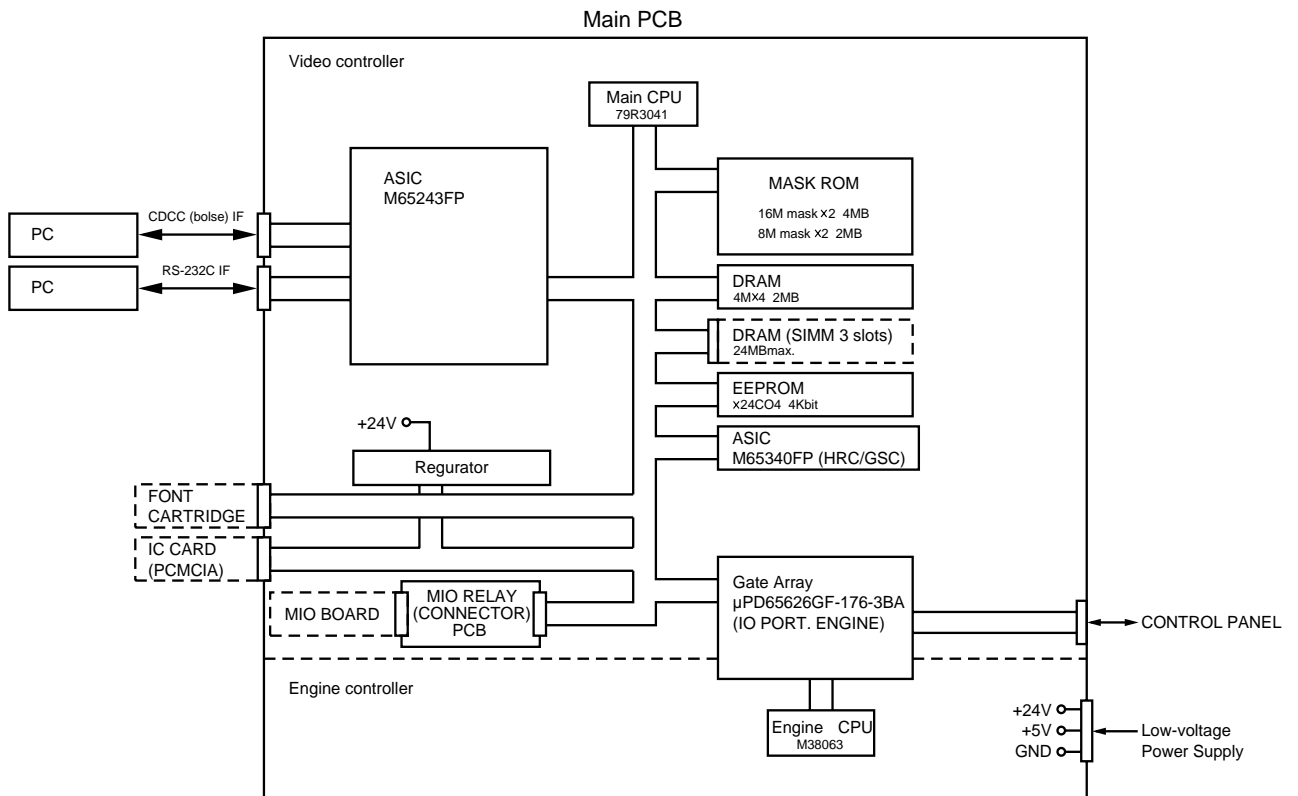 Main PCB
Video controller
Main CPU
79R3041
ASIC
M65243FP
MASK ROM
16M mask ×2 4MB
8M mask ×2 2MB
CDCC (bolse) IF
PC
RS-232C IF
PC
DRAM
4M×4 2MB
DRAM (SIMM 3 slots)
24MBmax.
EEPROM
×24CO4 4Kbit
+24V
ASIC
M65340FP (HRC/GSC)
Regurator
FONT
CARTRIDGE
IC CARD
(PCMCIA)
MIO BOARD
MIO RELAY
(CONNECTOR)
PCB
Gate Array
µPD65626GF-176-3BA
(IO PORT. ENGINE)
CONTROL PANEL
Engine controller
Engine CPU
M38063
+24V
+5V
GND
Low-voltage
Power Supply